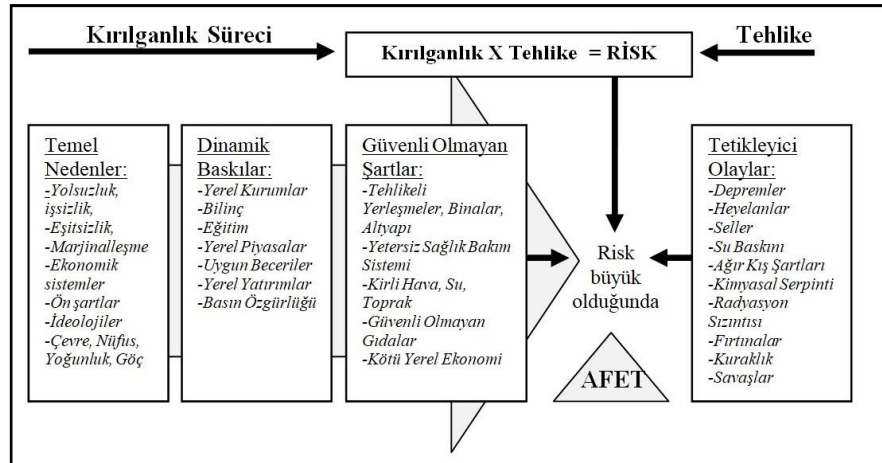 Kırılganlık Süreci
Kırılganlık X Tehlike = RİSK
Tehlike
Temel
Nedenler:
-Yolsuzluk,
işsizlik,
-Eşitsizlik,
-Marjinalleşme
-Ekonomik
sistemler
-Ön şartlar
-İdeolojiler
-Çevre, Nüfus,
Yoğunluk, Göç
Dinamik
Baskılar:
-Yerel Kurumlar
-Bilinç
-Eğitim
-Yerel Piyasalar
-Uygun Beceriler
-Yerel Yatırımlar
-Basın Özgürlüğü
Güvenli Olmayan
Şartlar:
-Tehlikeli
Yerleşmeler, Binalar,
Altyapı
-Yetersiz Sağlık Bakım
Sistemi
-Kirli Hava, Su,
Toprak
-Güvenli Olmayan
Gıdalar
-Kötü Yerel Ekonomi
Risk
büyük
olduğunda
AFET
Tetikleyici
Olaylar:
-Depremler
-Heyelanlar
-Seller
-Su Baskını
-Ağır Kış Şartları
-Kimyasal Serpinti
-Radyasyon
Sızıntısı
-Fırtınalar
-Kuraklık
-Savaşlar